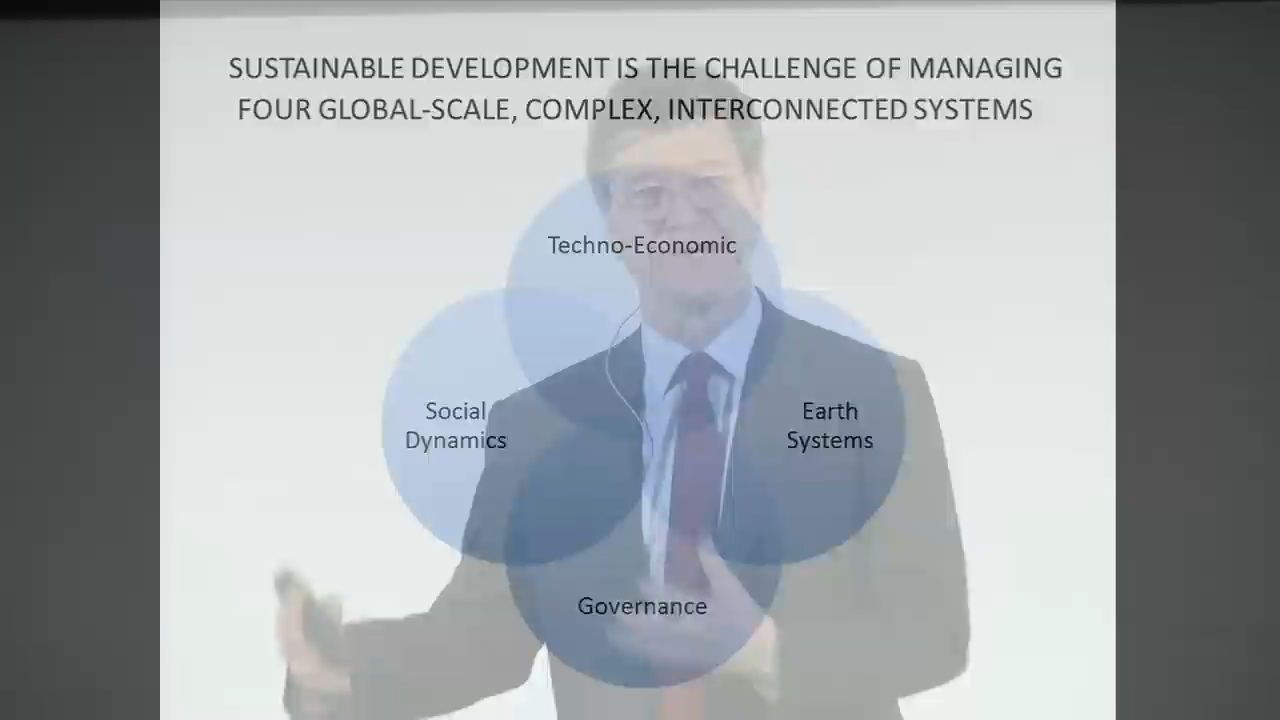 SUSTAINABLE DEVELOPMENT IS THE CHALLENGE OF MANAGING
FOUR GLOBAL-SCALE, COMPLEX, INTERCONNECTED SYSTEMS
Techno-Economic
Social
Dynamics
Earth
Systems
Governance